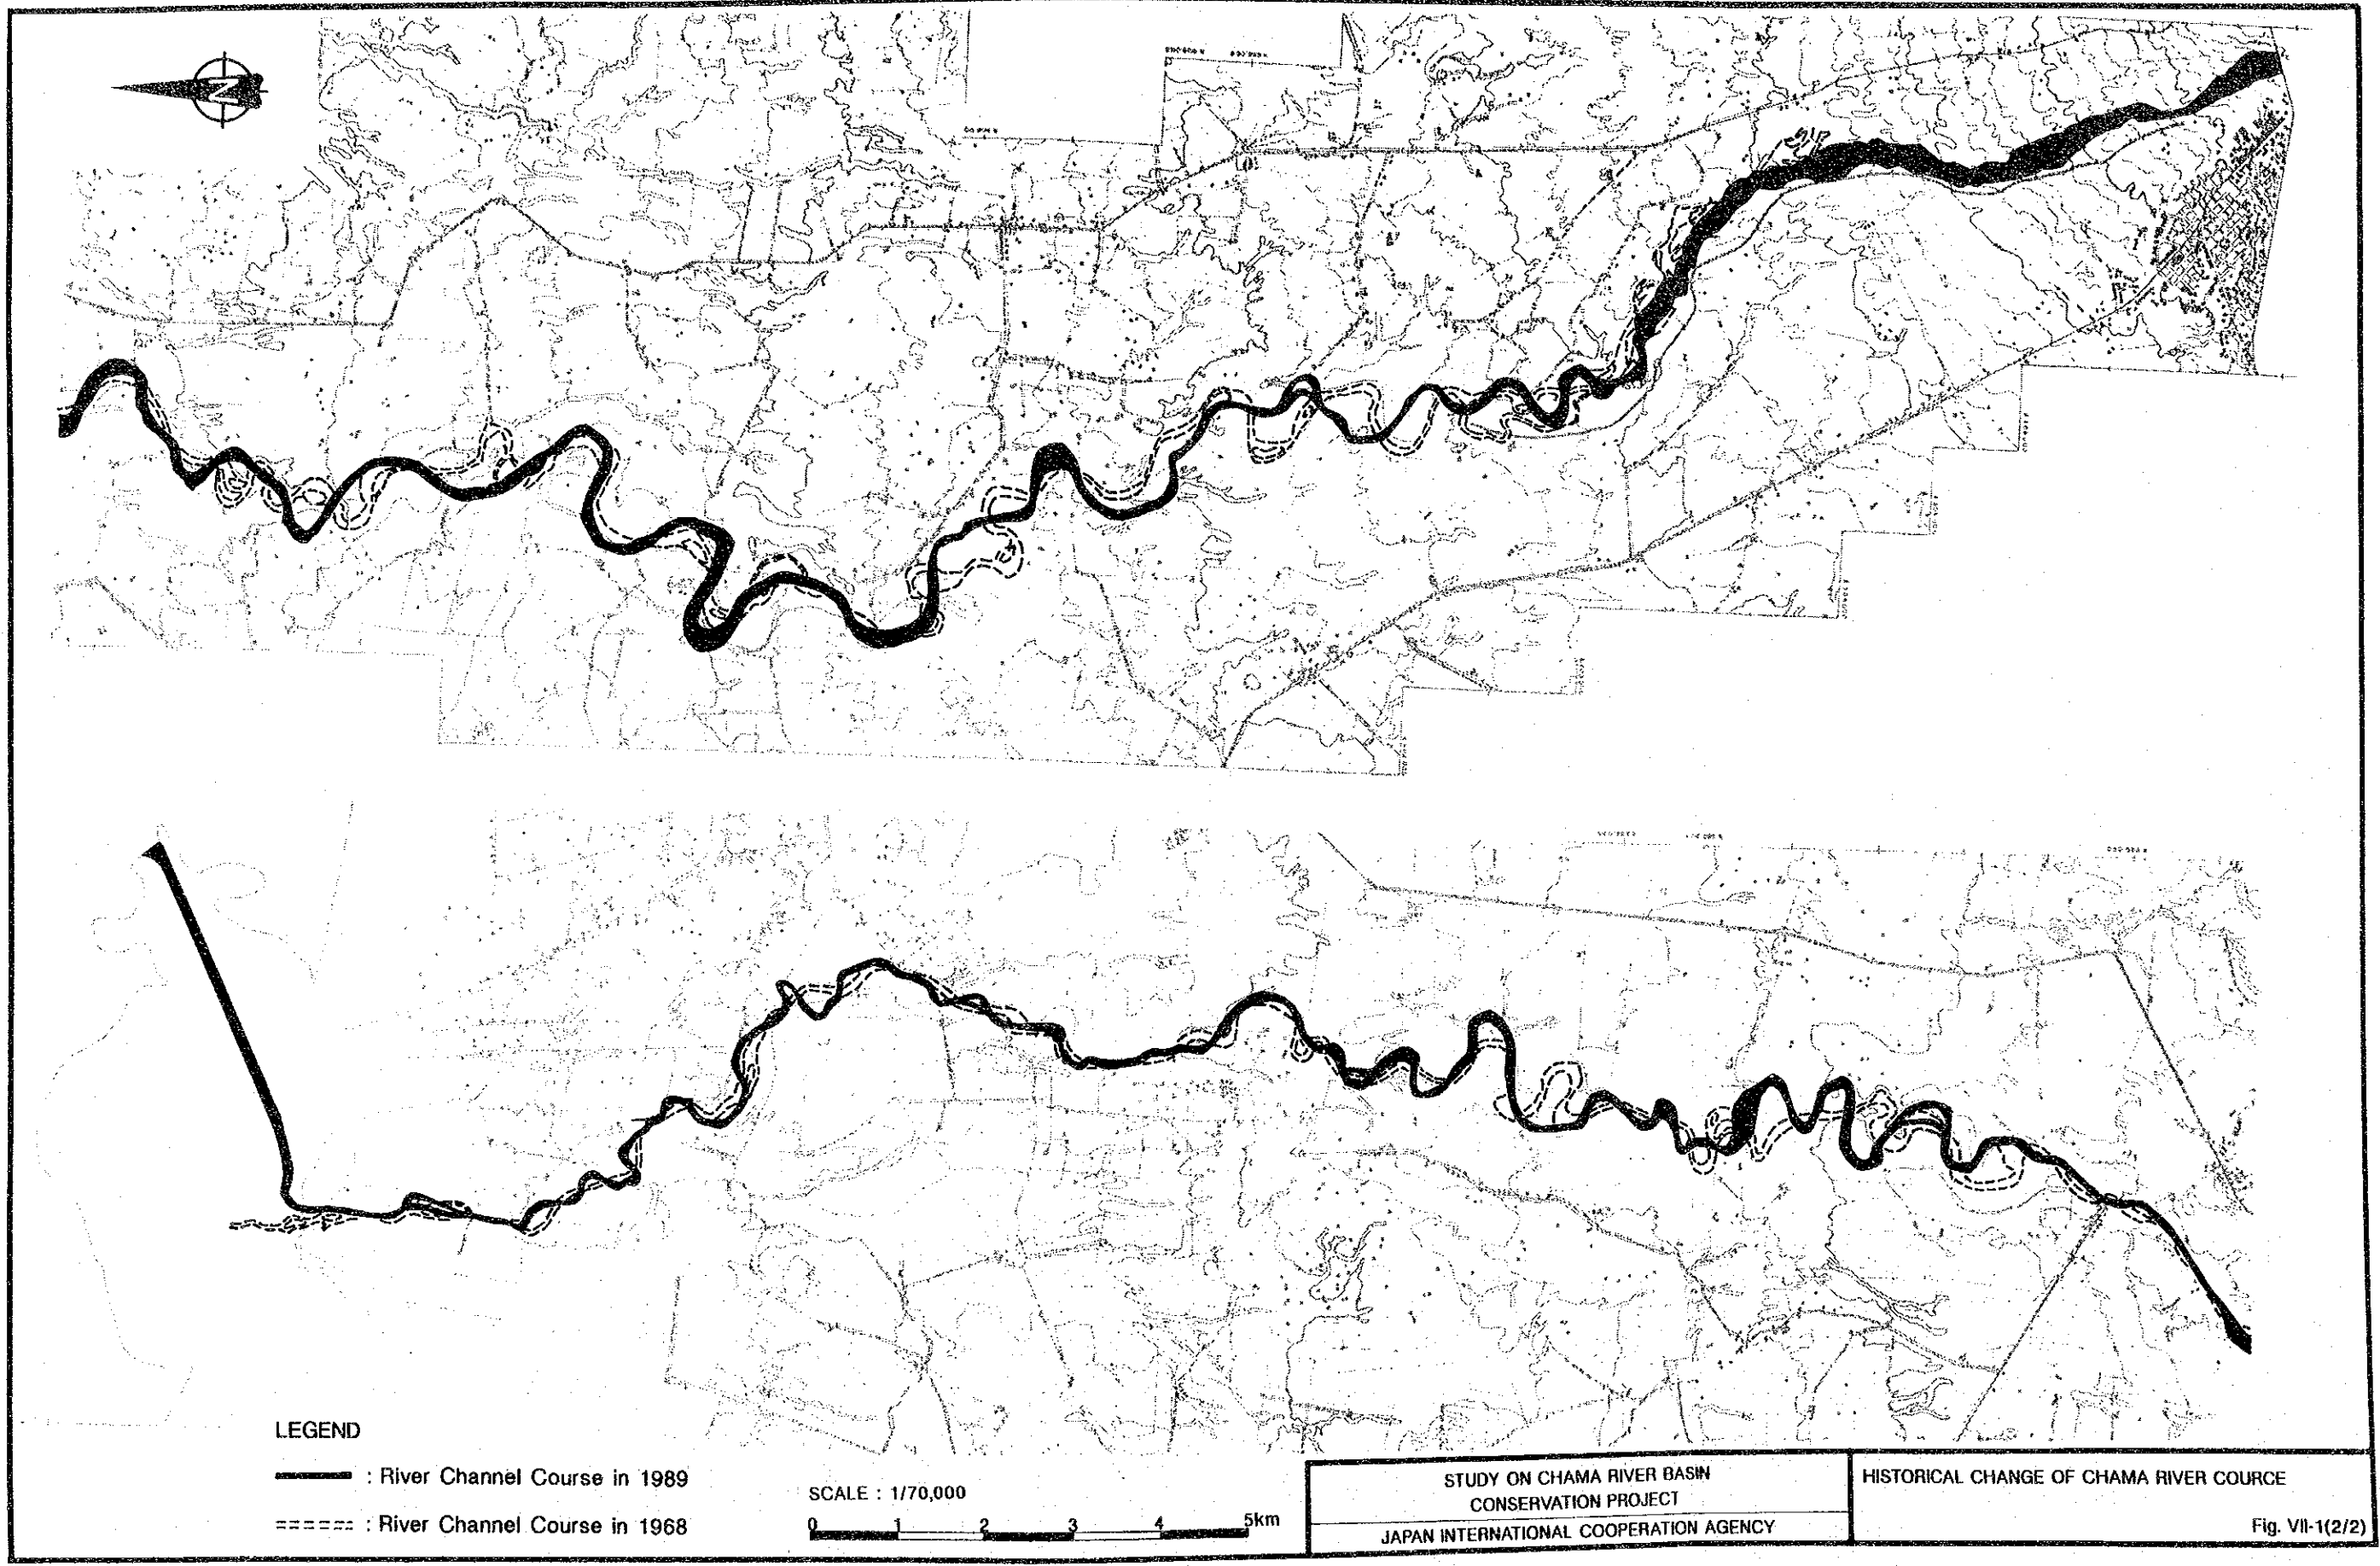 N
LEGEND
: River Channel Course in 1989
: River Channel Course in 1968
SCALE : 1/70,000
0 1 2 3 4 5km
STUDY ON CHAMA RIVER BASIN
CONSERVATION PROJECT
JAPAN INTERNATIONAL COOPERATION AGENCY
HISTORICAL CHANGE OF CHAMA RIVER COURCE
Fig. VII-1(2/2)